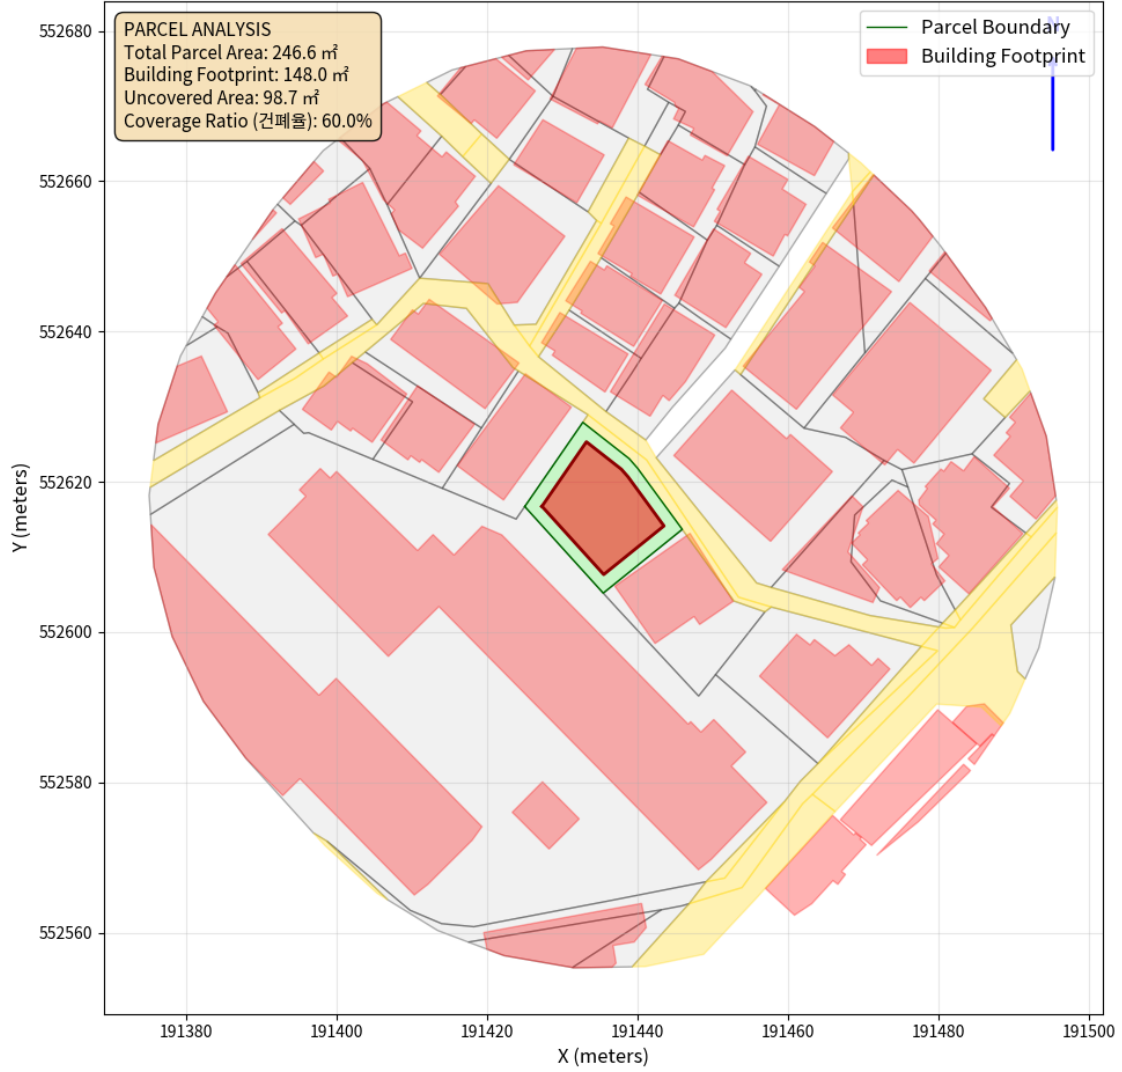 PARCEL ANALYSIS
Total Parcel Area: 246.6 ㎡
Building Footprint: 148.0 ㎡
Uncovered Area: 98.7 ㎡
Coverage Ratio (건폐율): 60.0%
N
Parcel Boundary
Building Footprint
552680
552660
552640
552620
552600
552580
552560
Y (meters)
191380
191400
191420
191440
191460
191480
191500
X (meters)